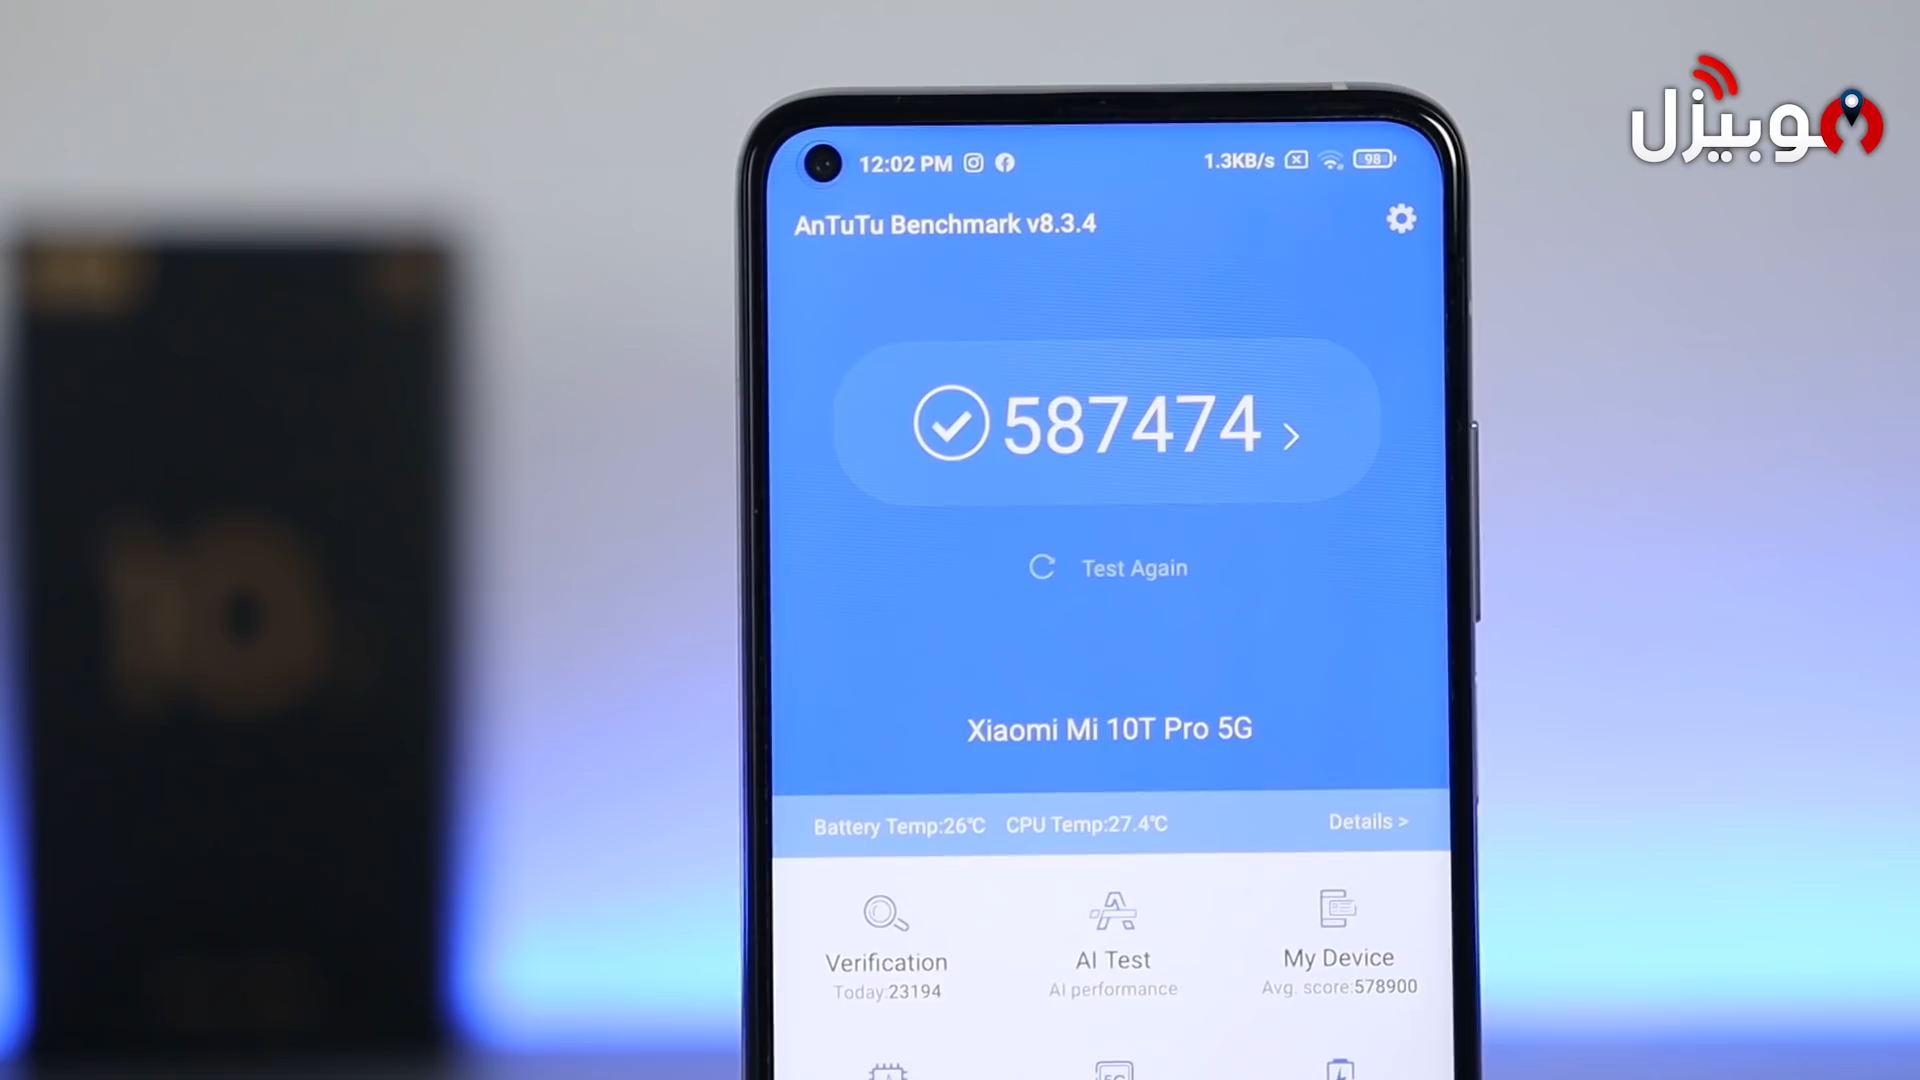 موبيزل
12:02 PM
1.3KB/s
98
AnTuTu Benchmark v8.3.4
587474 >
Test Again
Xiaomi Mi 10T Pro 5G
Battery Temp:26℃ CPU Temp:27.4℃ Details >
Verification
Today:23194
AI Test
AI performance
My Device
Avg. score:578900
10